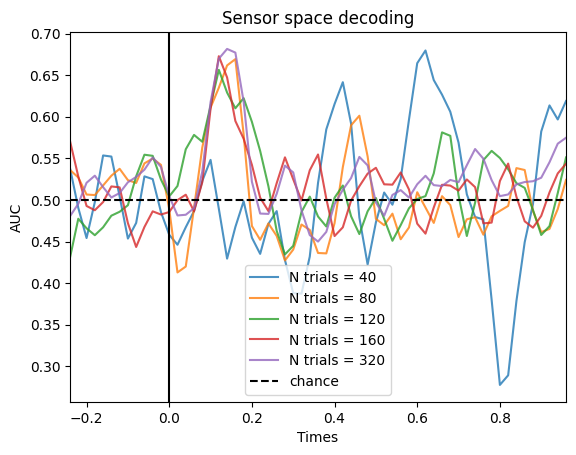 Sensor space decoding
0.70
0.65
0.60
0.55
0.50
0.45
0.40
0.35
0.30
AUC
N trials = 40
N trials = 80
N trials = 120
N trials = 160
N trials = 320
chance
−0.2 0.0 0.2 0.4 0.6 0.8
Times